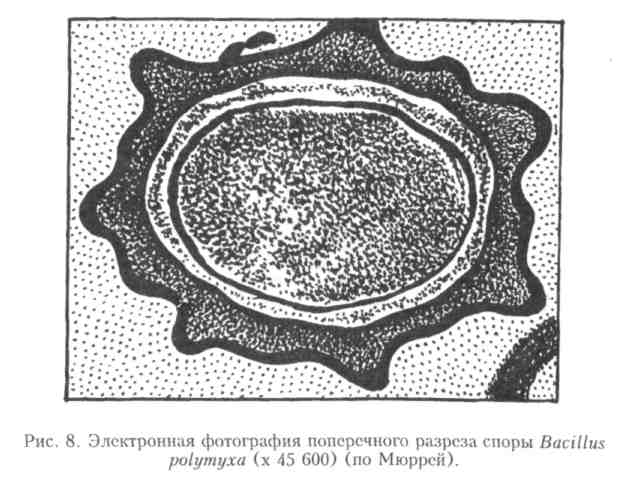 Рис. 8. Электронная фотография поперечного разреза споры Bacillus
polymyxa (х 45 600) (по Мюррей).